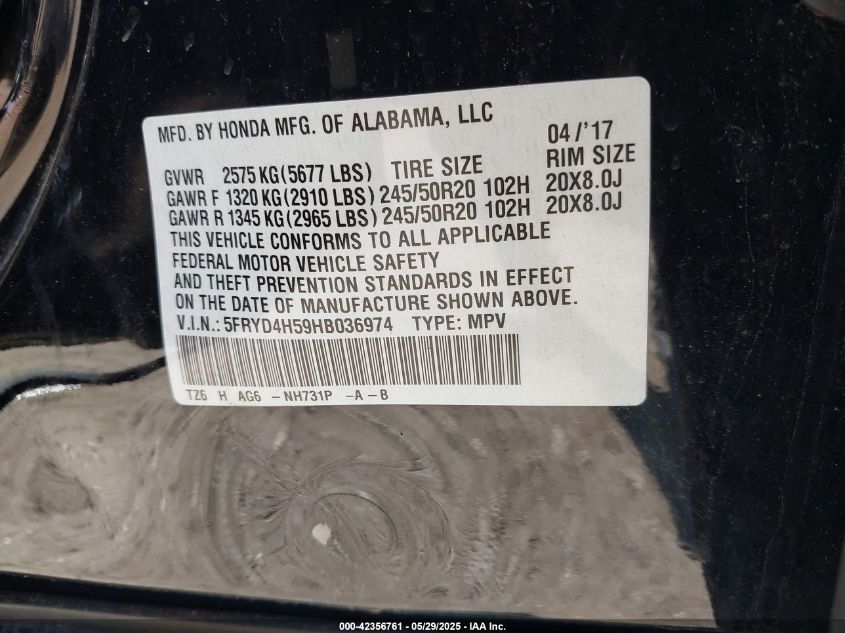 MFD. BY HONDA MFG. OF ALABAMA, LLC 04/'17
GVWR 2575 KG(5677 LBS) TIRE SIZE RIM SIZE
GAWR F 1320 KG(2910 LBS) 245/50R20 102H 20X8.0J
GAWR R 1345 KG(2965 LBS) 245/50R20 102H 20X8.0J
THIS VEHICLE CONFORMS TO ALL APPLICABLE
FEDERAL MOTOR VEHICLE SAFETY
AND THEFT PREVENTION STANDARDS IN EFFECT
ON THE DATE OF MANUFACTURE SHOWN ABOVE.
V.I.N.: 5FRYD4H59HB036974 TYPE: MPV
TZ6 H AG6 -NH731P -A-B
000-42356761 - 05/29/2025 - IAA Inc.